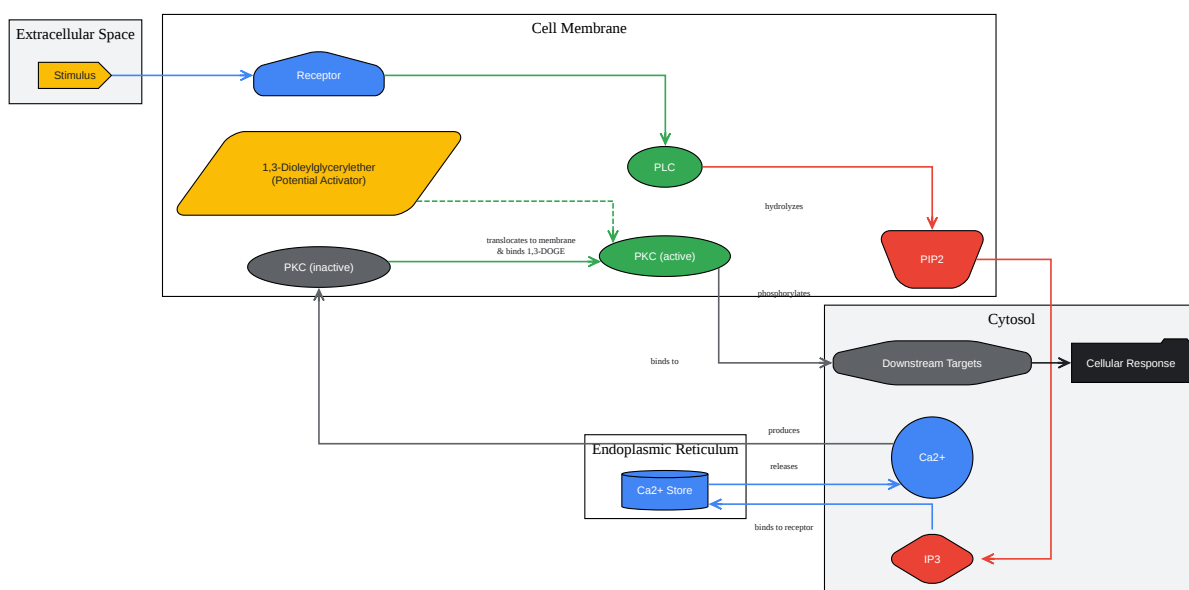 Extracellular Space
Stimulus
Cell Membrane
Receptor
1,3-Dioleylglycerylether
(Potential Activator)
PLC
hydrolyzes
translocates to membrane
& binds 1,3-DOGE
PKC (inactive)
PKC (active)
PIP2
phosphorylates
Cytosol
binds to
Downstream Targets
Cellular Response
produces
Endoplasmic Reticulum
Ca2+
releases
Ca2+ Store
binds to receptor
IP3